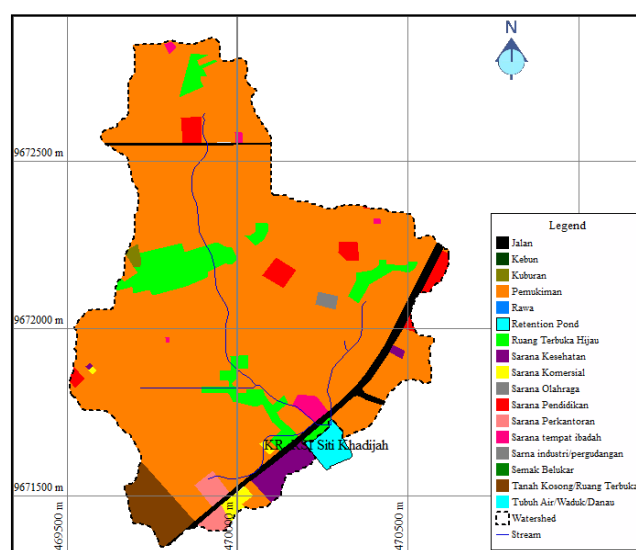 N
9672500 m
9672000 m
9671500 m
469500 m
470000 m
470500 m
KR. RSI Siti Khadijah
Legend
Jalan
Kebun
Kuburan
Pemukiman
Rawa
Retention Pond
Ruang Terbuka Hijau
Sarana Kesehatan
Sarana Komersial
Sarana Olahraga
Sarana Pendidikan
Sarana Perkantoran
Sarana tempat ibadah
Sarna industri/pergudangan
Semak Belukar
Tanah Kosong/Ruang Terbuka
Tubuh Air/Waduk/Danau
Watershed
Stream